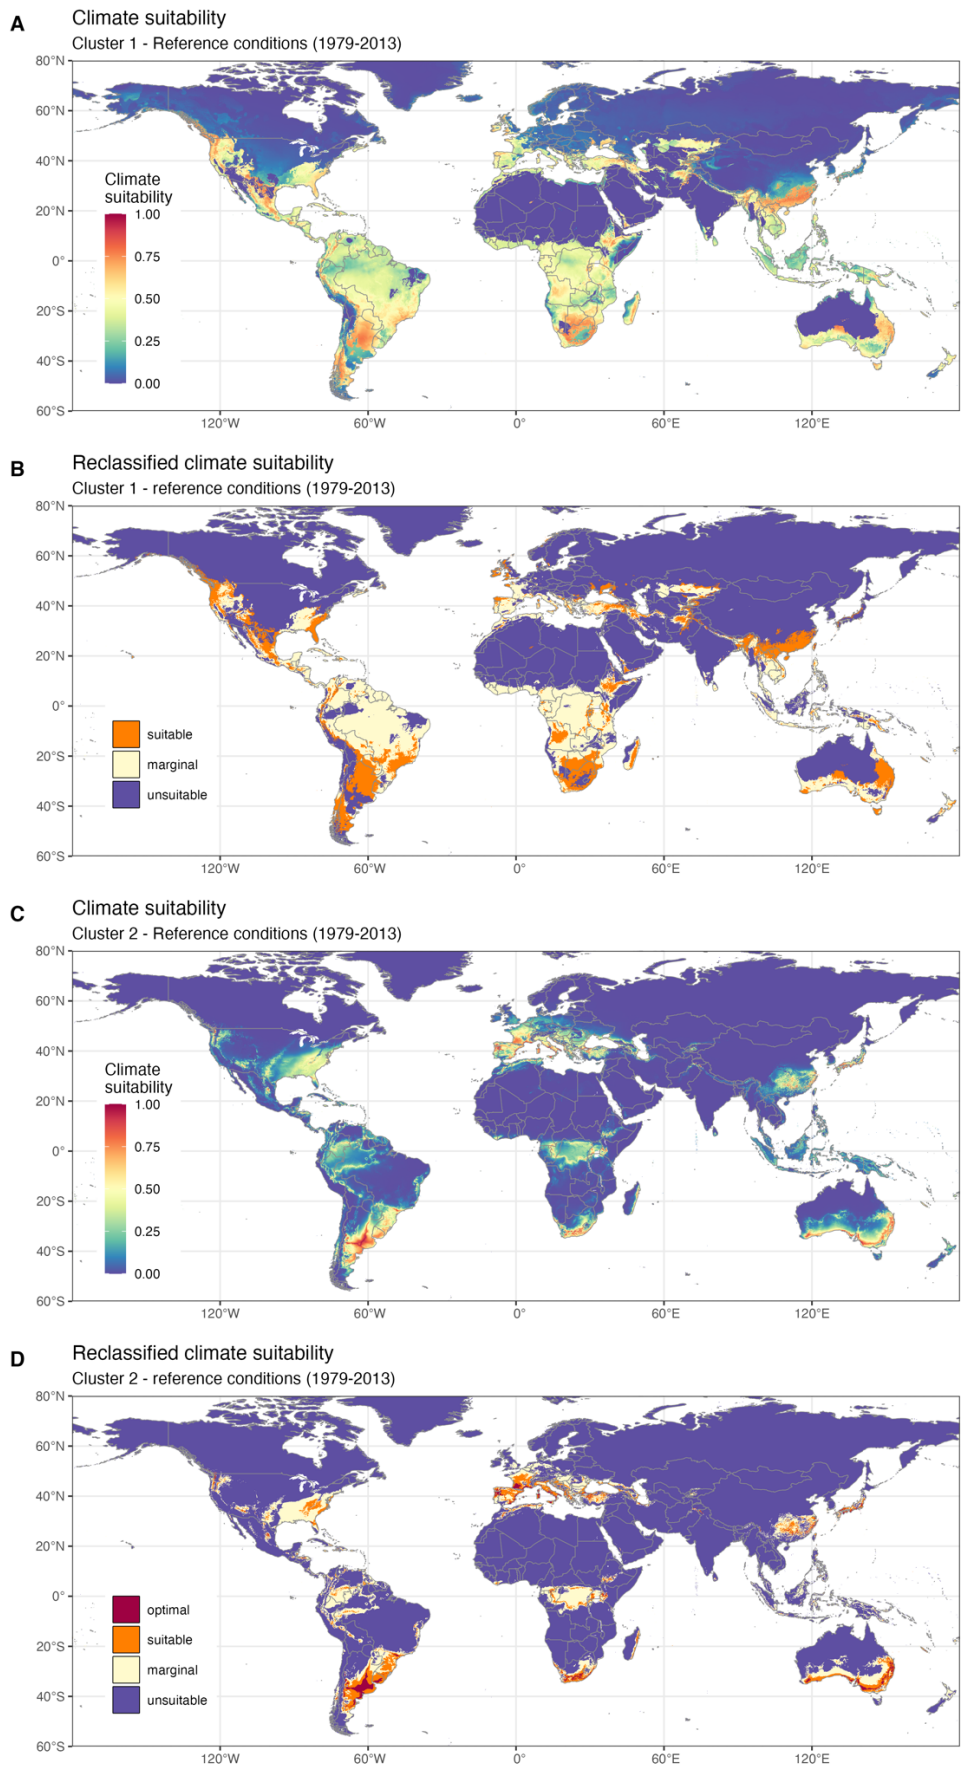 A
Climate suitability
Cluster 1 - Reference conditions (1979-2013)
80°N
60°N
40°N
20°N
0°
20°S
40°S
60°S
Climate
suitability
1.00
0.75
0.50
0.25
0.00
120°W
60°W
0°
60°E
120°E
B
Reclassified climate suitability
Cluster 1 - reference conditions (1979-2013)
80°N
60°N
40°N
20°N
0°
20°S
40°S
60°S
suitable
marginal
unsuitable
120°W
60°W
0°
60°E
120°E
C
Climate suitability
Cluster 2 - Reference conditions (1979-2013)
80°N
60°N
40°N
20°N
0°
20°S
40°S
60°S
Climate
suitability
1.00
0.75
0.50
0.25
0.00
120°W
60°W
0°
60°E
120°E
D
Reclassified climate suitability
Cluster 2 - reference conditions (1979-2013)
80°N
60°N
40°N
20°N
0°
20°S
40°S
60°S
optimal
suitable
marginal
unsuitable
120°W
60°W
0°
60°E
120°E